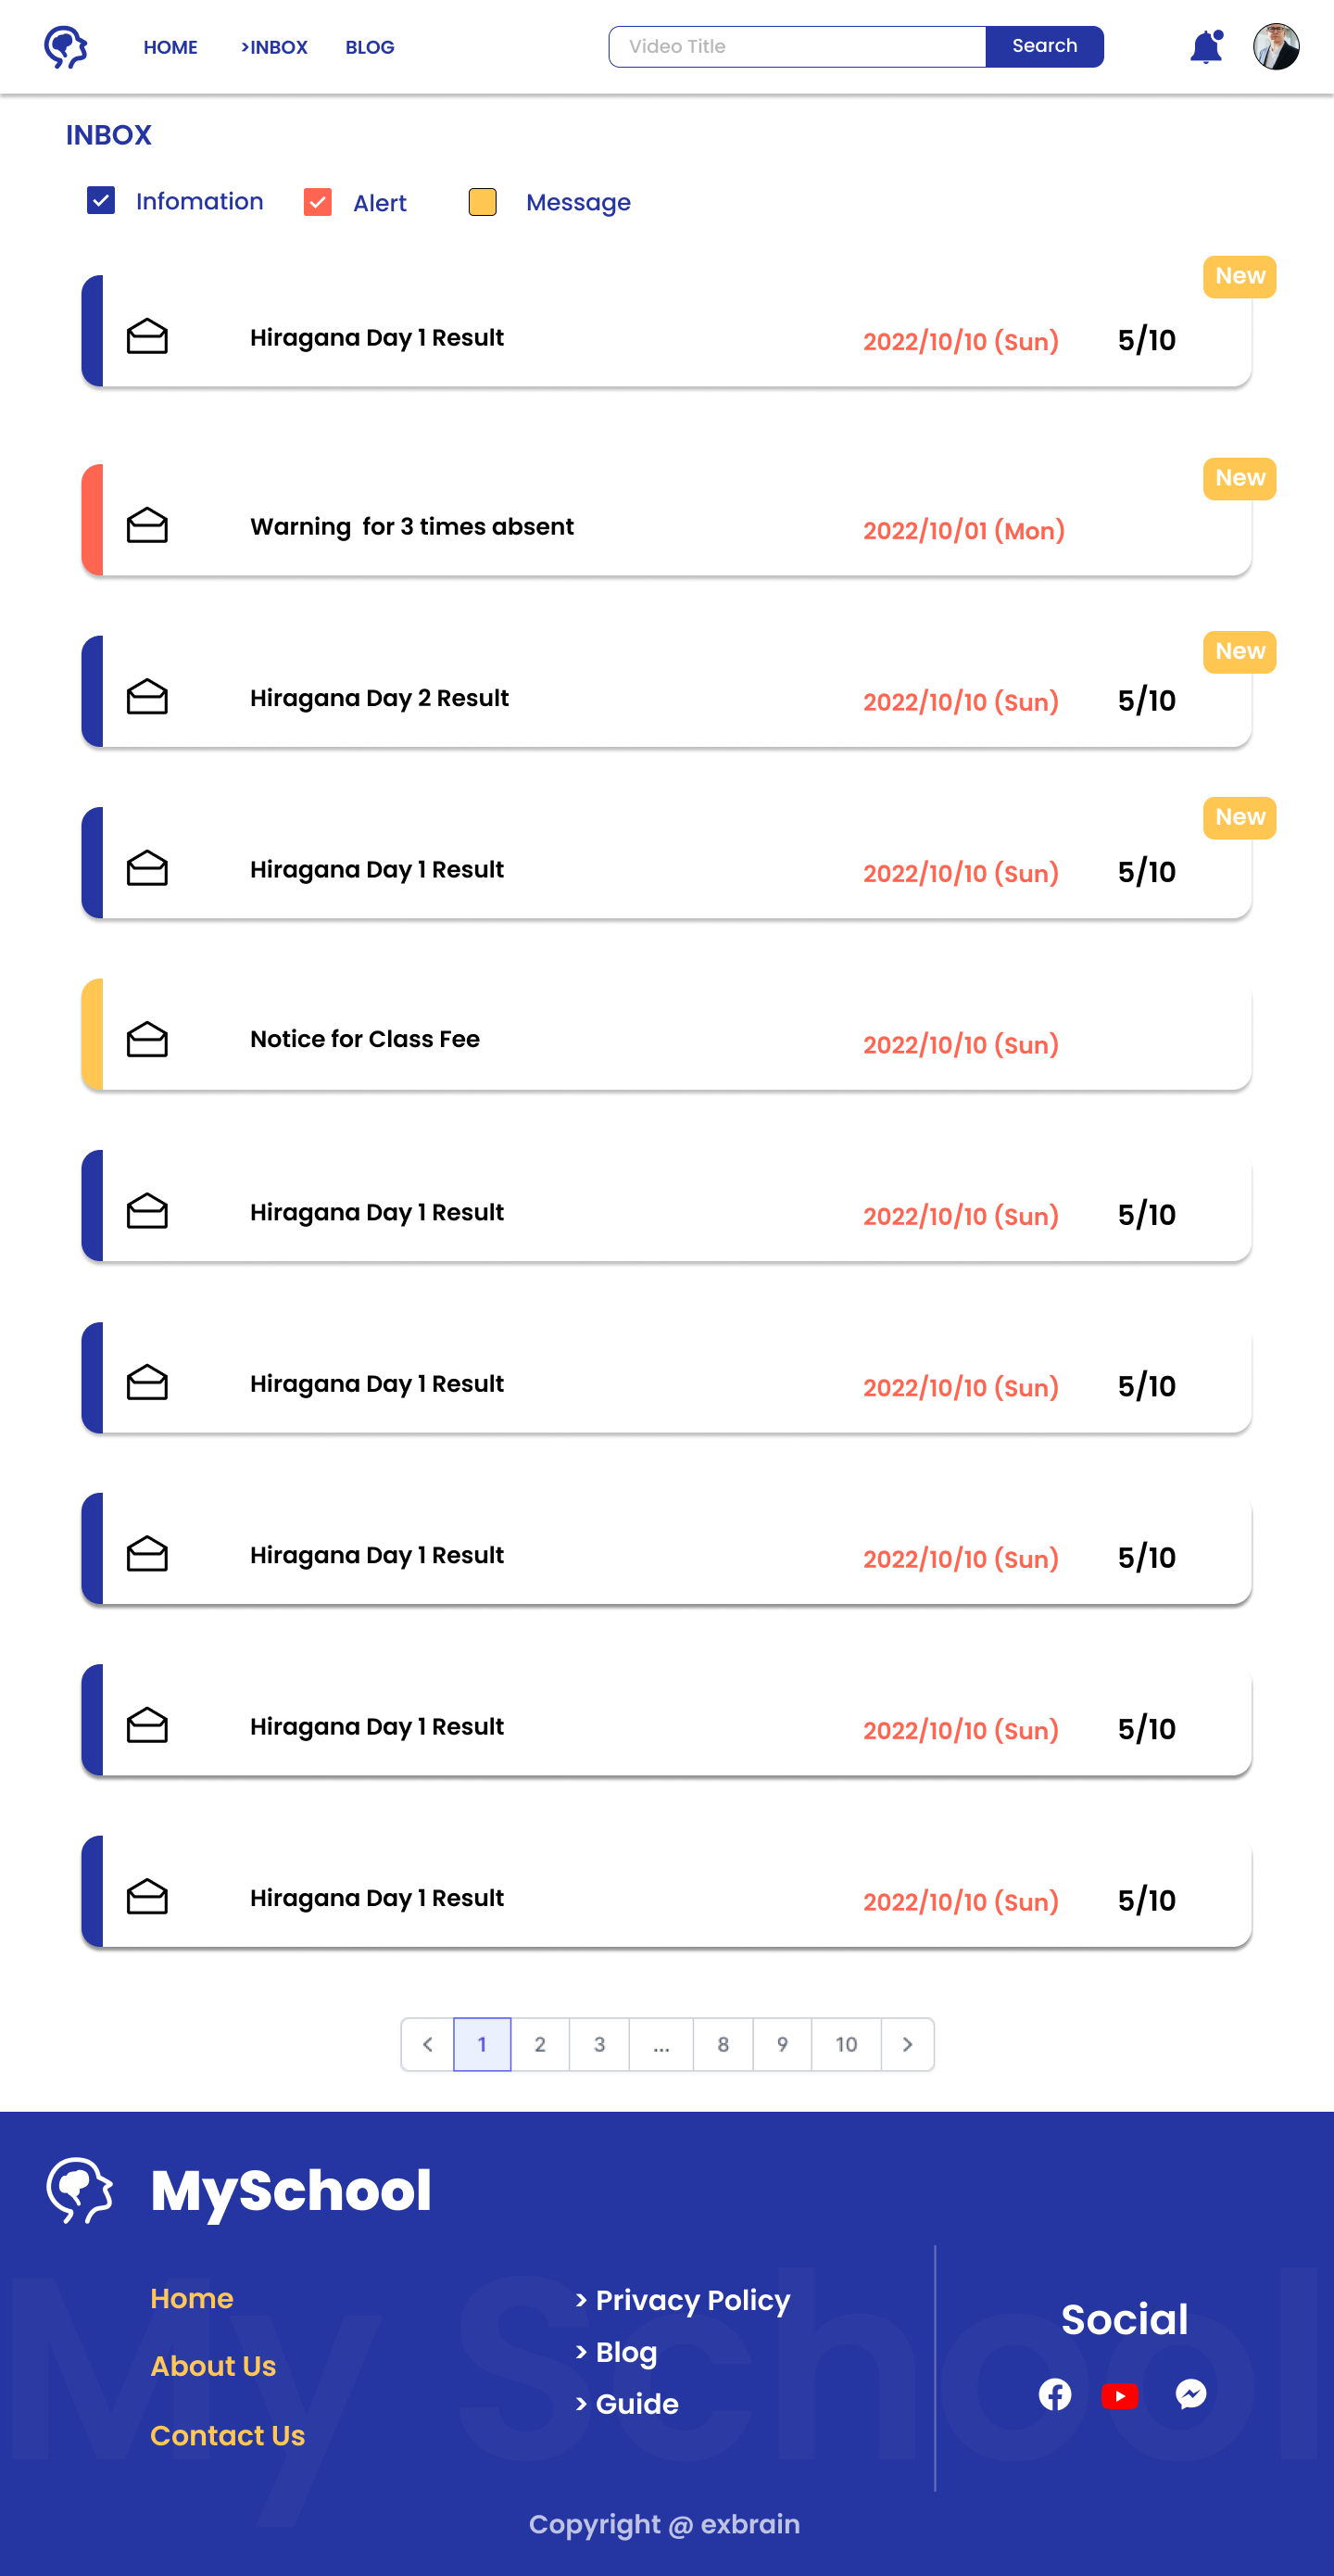 HOME >INBOX BLOG Video Title Search
INBOX
Infomation Alert Message
New
Hiragana Day 1 Result 2022/10/10 (Sun) 5/10
New
Warning  for 3 times absent 2022/10/01 (Mon)
New
Hiragana Day 2 Result 2022/10/10 (Sun) 5/10
New
Hiragana Day 1 Result 2022/10/10 (Sun) 5/10
Notice for Class Fee 2022/10/10 (Sun)
Hiragana Day 1 Result 2022/10/10 (Sun) 5/10
Hiragana Day 1 Result 2022/10/10 (Sun) 5/10
Hiragana Day 1 Result 2022/10/10 (Sun) 5/10
Hiragana Day 1 Result 2022/10/10 (Sun) 5/10
Hiragana Day 1 Result 2022/10/10 (Sun) 5/10
< 1 2 3 ... 8 9 10 >
MySchool
My School
Home
About Us
Contact Us
> Privacy Policy
> Blog
> Guide
Social
Copyright @ exbrain